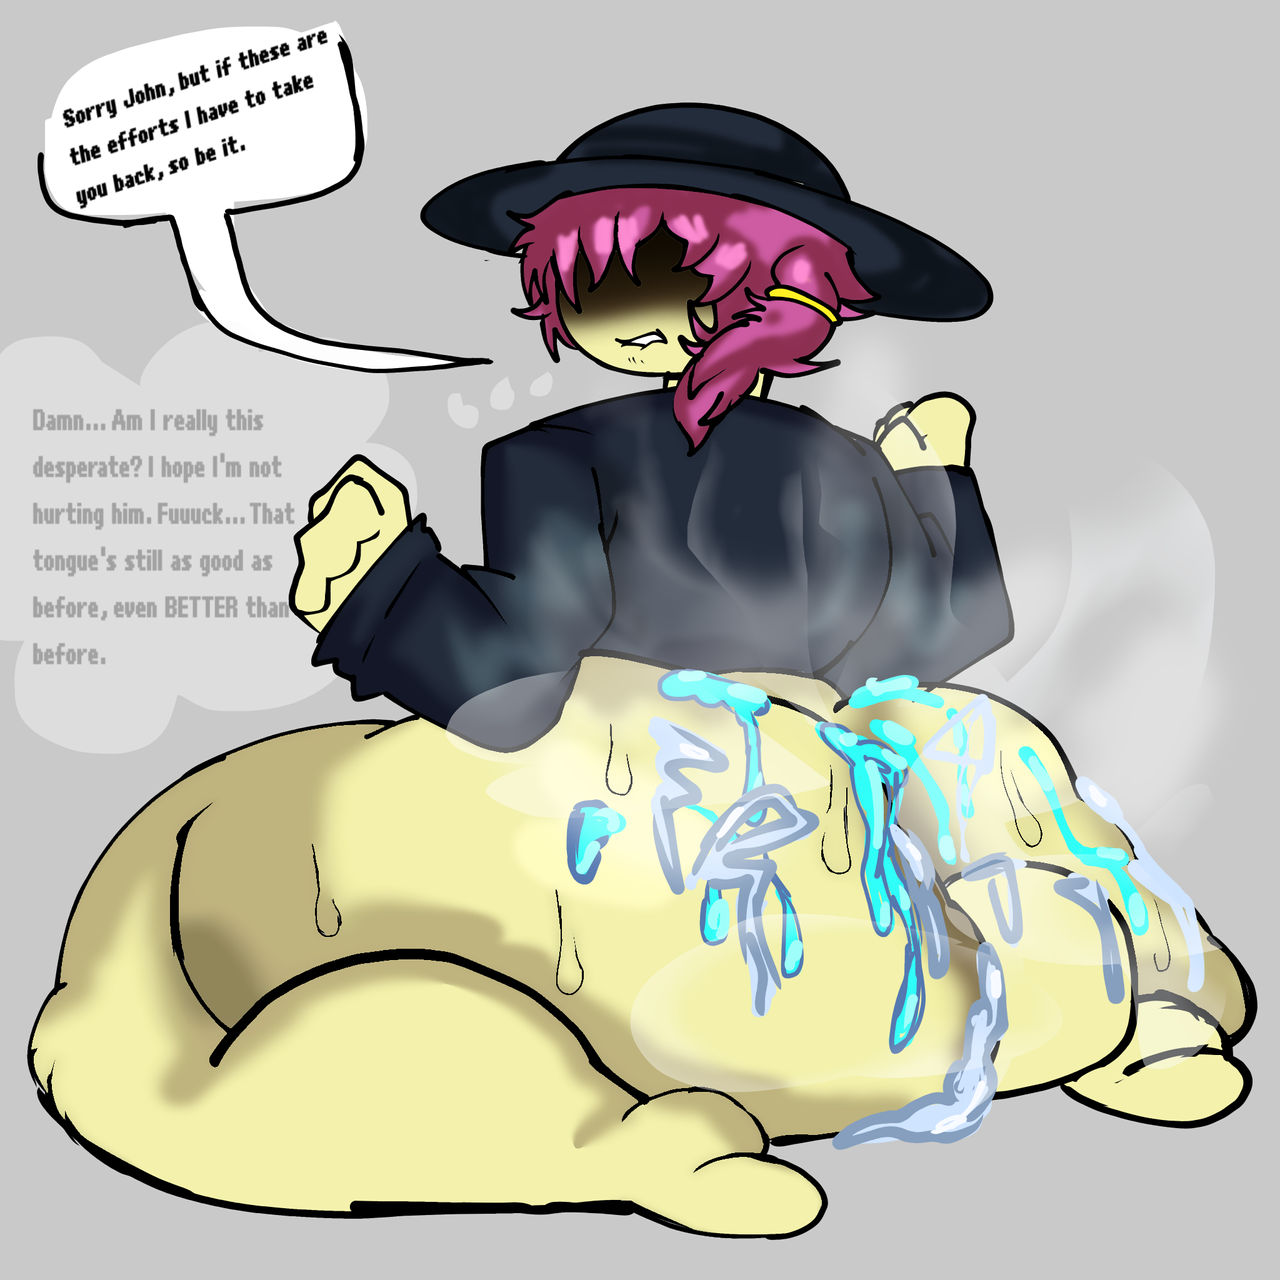 Sorry John, but if these are
the efforts I have to take
you back, so be it.
Damn... Am I really this
desperate? I hope I'm not
hurting him. Fuuuck... That
tongue's still as good as
before, even BETTER than
before.